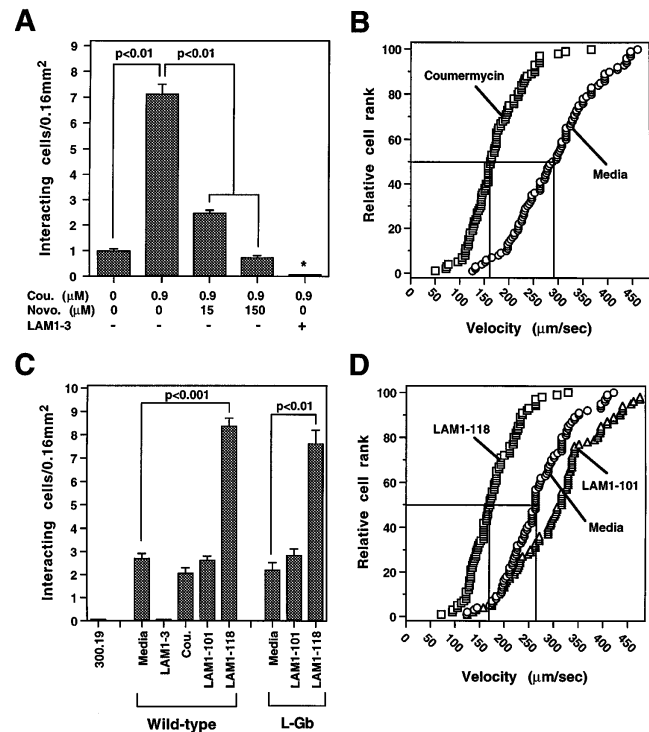 A
p<0.01 p<0.01
Interacting cells/0.16mm²
9
8
7
6
5
4
3
2
1
0
*
Cou. (μM) 0 0.9 0.9 0.9 0.9
Novo. (μM) 0 0 15 150 0
LAM1-3 - - - - +
B
Relative cell rank
100
80
60
40
20
0
Coumermycin
Media
0 50 100 150 200 250 300 350 400 450
Velocity (μm/sec)
C
p<0.001
p<0.01
Interacting cells/0.16mm²
10
9
8
7
6
5
4
3
2
1
0
300.19 Media LAM1-3 Cou. LAM1-101 LAM1-118 Media LAM1-101 LAM1-118
Wild-type L-Gb
D
Relative cell rank
100
80
60
40
20
0
LAM1-118
LAM1-101
Media
0 50 100 150 200 250 300 350 400 450
Velocity (μm/sec)